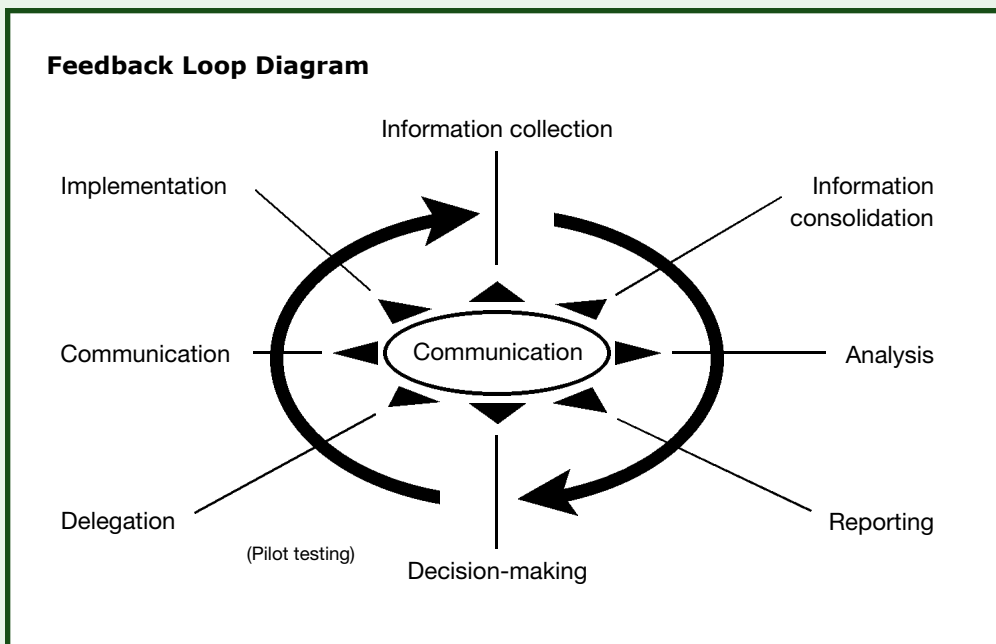 Feedback Loop Diagram
Information collection
Implementation
Information
consolidation
Communication
Communication
Analysis
Delegation
Reporting
(Pilot testing)
Decision-making